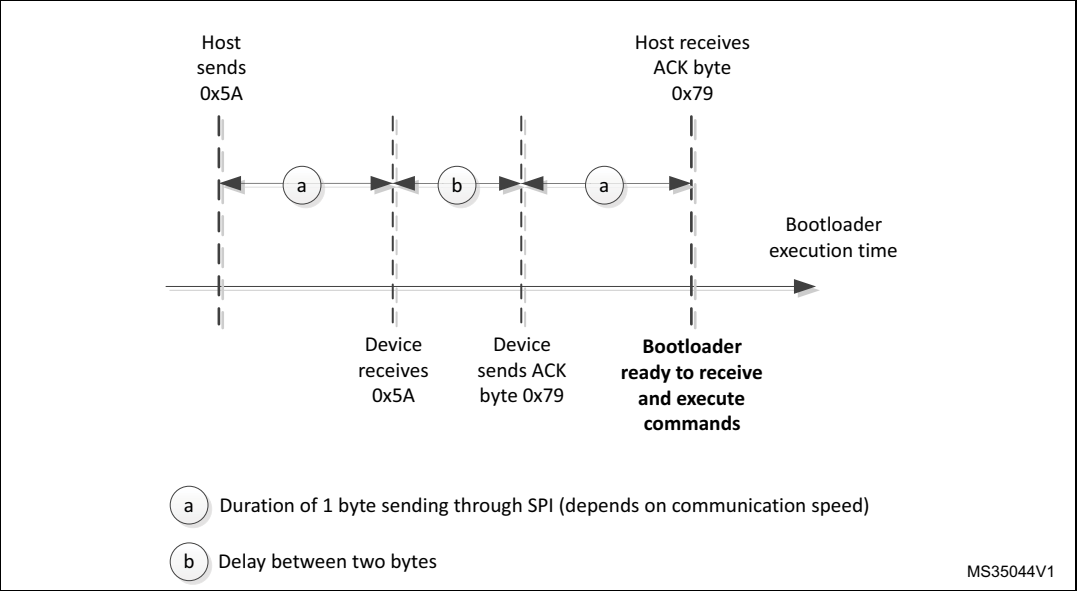 Host
sends
0x5A
Host receives
ACK byte
0x79
a
b
a
Bootloader
execution time
Device
receives
0x5A
Device
sends ACK
byte 0x79
Bootloader
ready to receive
and execute
commands
a Duration of 1 byte sending through SPI (depends on communication speed)
b Delay between two bytes
MS35044V1